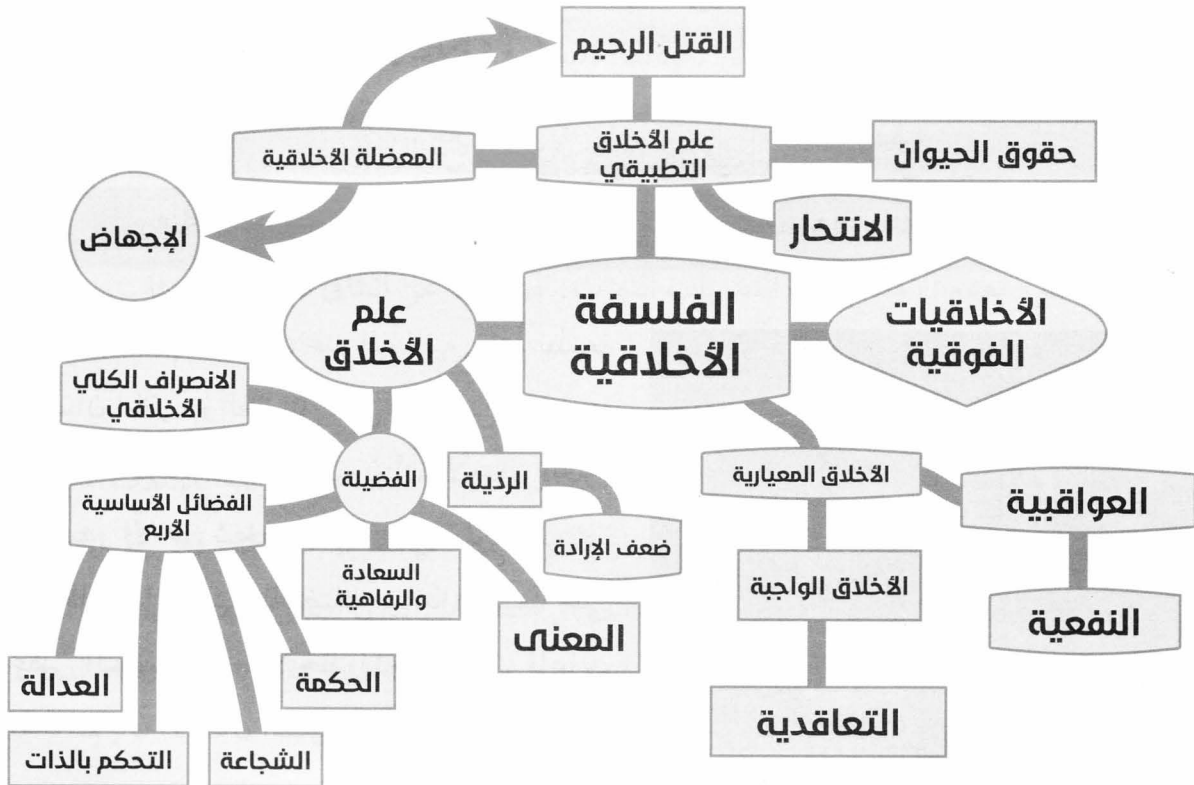 القتل الرحيم
علم الأخلاق
التطبيقي
المعضلة الأخلاقية
حقوق الحيوان
الانتحار
الإجهاض
الفلسفة
الأخلاقية
الأخلاقيات
الفوقية
علم
الأخلاق
الانصراف الكلي
الأخلاقي
الفضيلة
الرذيلة
الأخلاق المعيارية
العواقبية
الفضائل الأساسية
الأربع
ضعف الإرادة
السعادة
والرفاهية
الأخلاق الواجبة
النفعية
المعنى
الحكمة
العدالة
التعاقدية
الشجاعة
التحكم بالذات